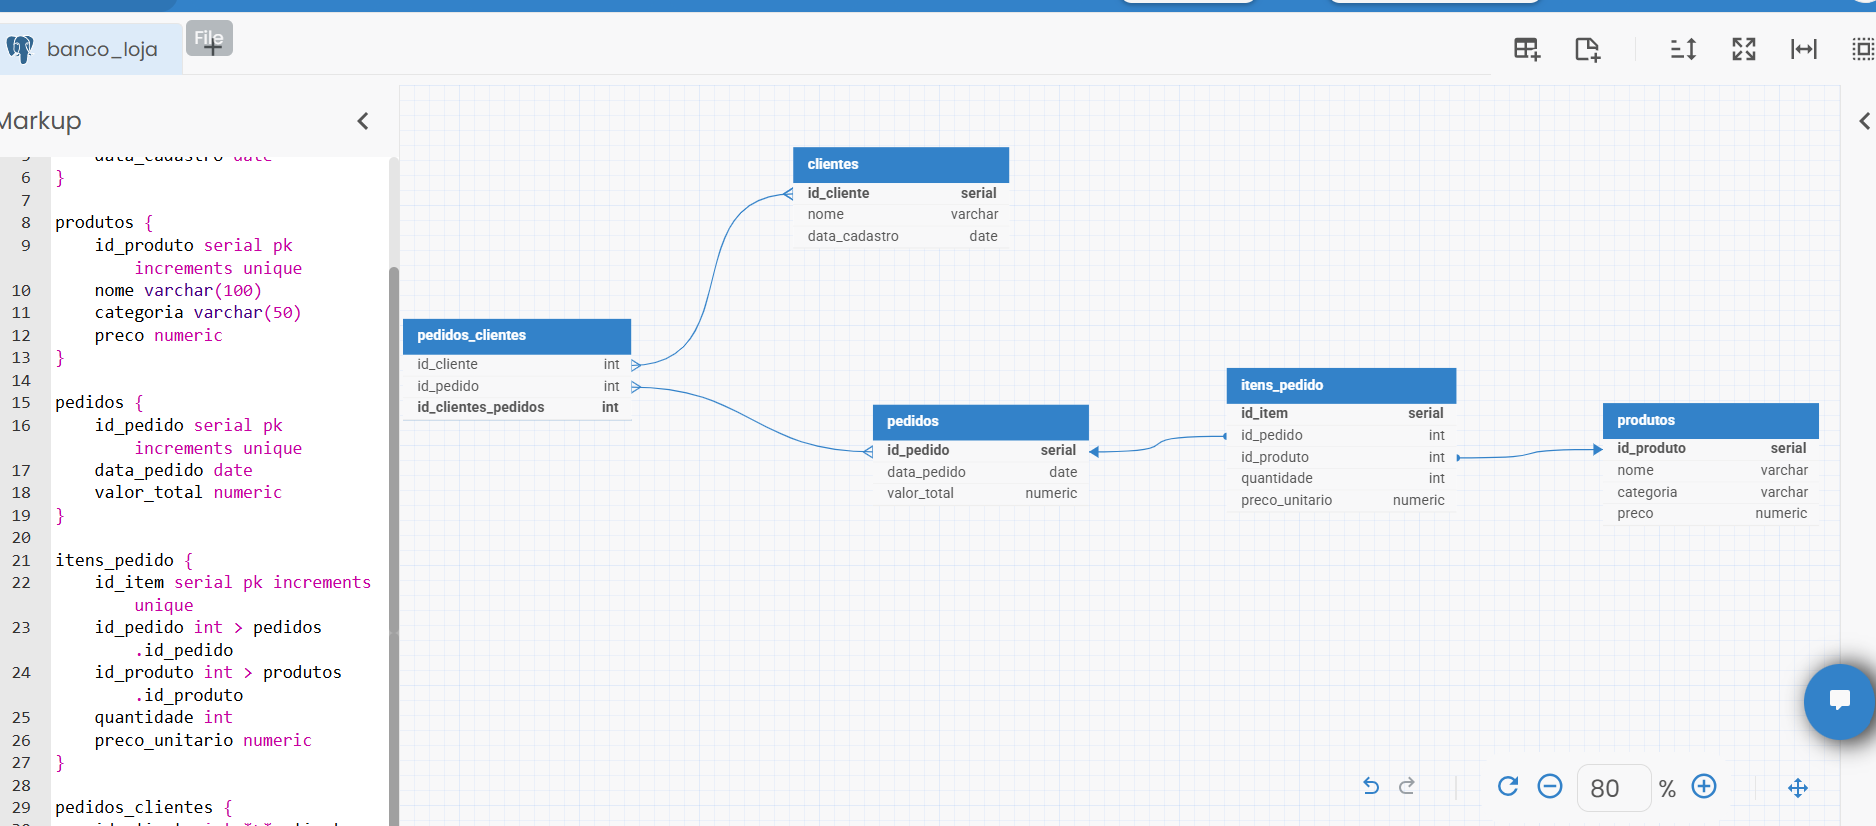 banco_loja
File
Markup
data_cadastro date
6 }
7
8 produtos {
9 id_produto serial pk
increments unique
10 nome varchar(100)
11 categoria varchar(50)
12 preco numeric
13 }
14
15 pedidos {
16 id_pedido serial pk
increments unique
17 data_pedido date
18 valor_total numeric
19 }
20
21 itens_pedido {
22 id_item serial pk increments
unique
23 id_pedido int > pedidos
.id_pedido
24 id_produto int > produtos
.id_produto
25 quantidade int
26 preco_unitario numeric
27 }
28
29 pedidos_clientes {
clientes
id_cliente serial
nome varchar
data_cadastro date
pedidos_clientes
id_cliente int
id_pedido int
id_clientes_pedidos int
pedidos
id_pedido serial
data_pedido date
valor_total numeric
itens_pedido
id_item serial
id_pedido int
id_produto int
quantidade int
preco_unitario numeric
produtos
id_produto serial
nome varchar
categoria varchar
preco numeric
80 %